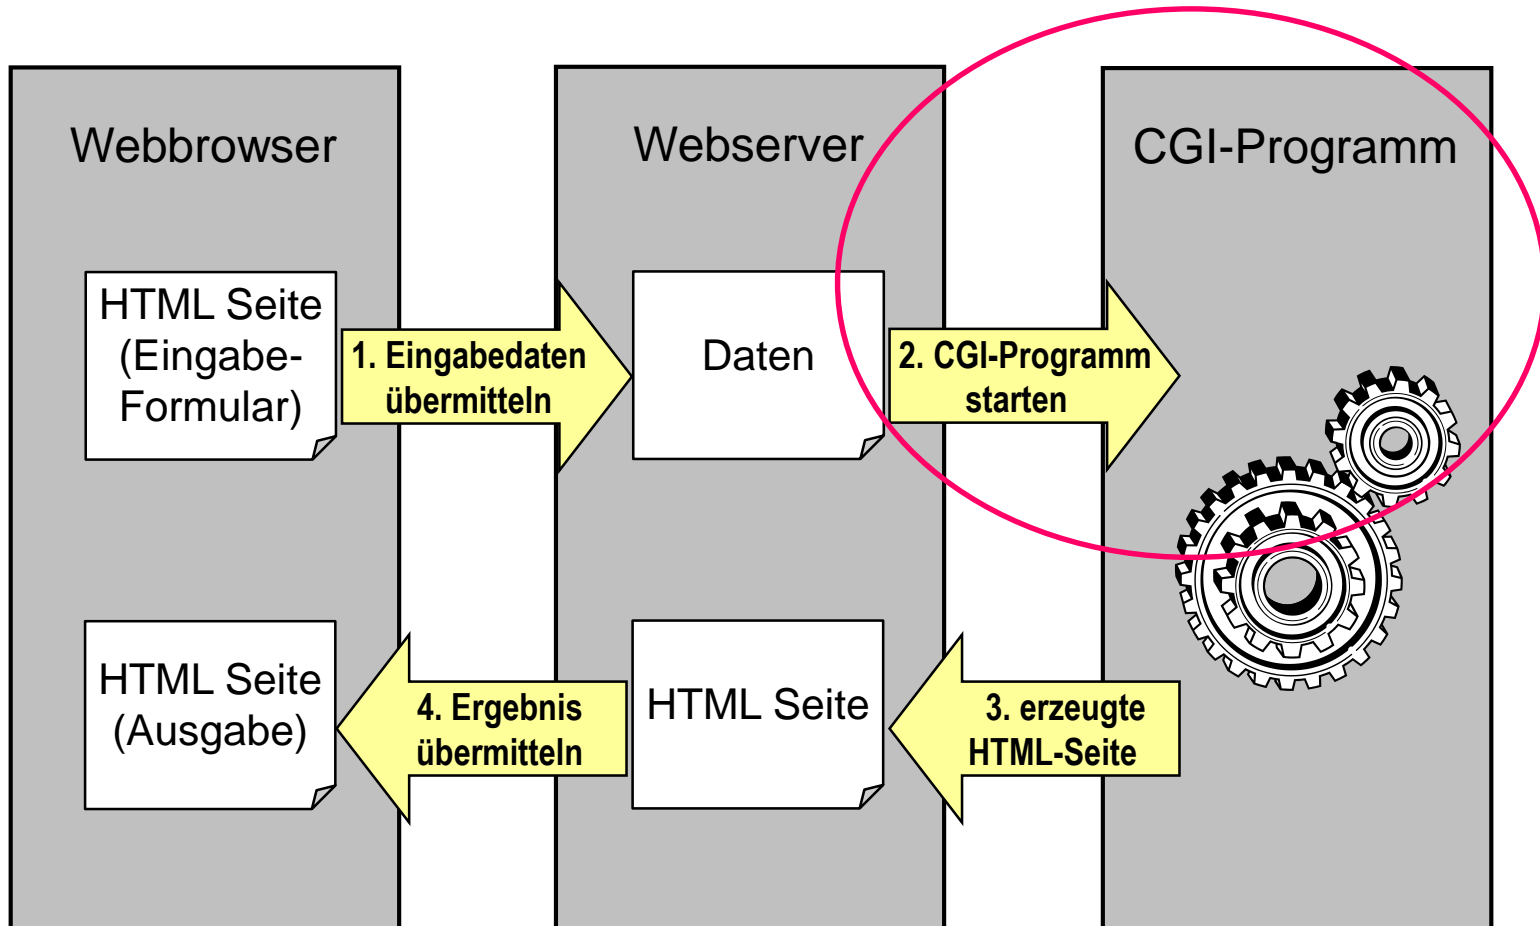 Webbrowser
Webserver
CGI-Programm
HTML Seite
(Eingabe-
Formular)
1. Eingabedaten
übermitteln
Daten
2. CGI-Programm
starten
HTML Seite
(Ausgabe)
4. Ergebnis
übermitteln
HTML Seite
3. erzeugte
HTML-Seite